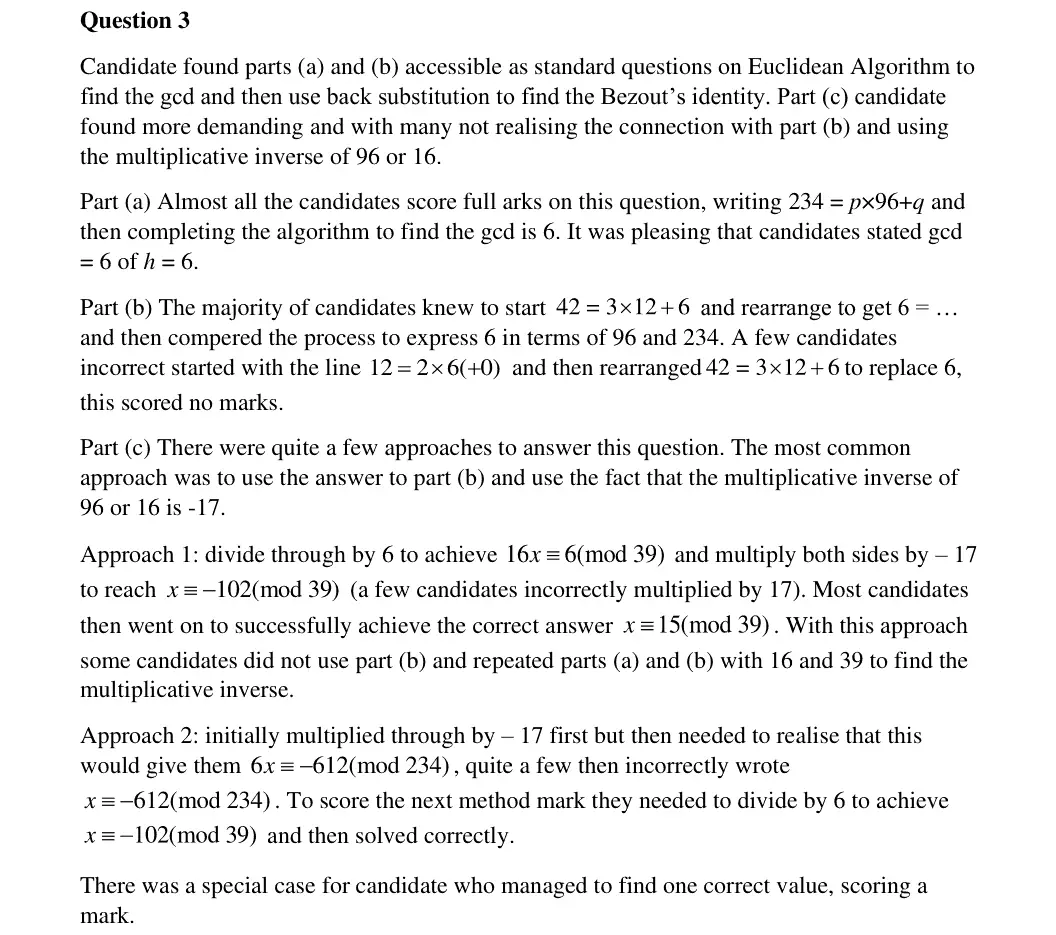 Question 3
Candidate found parts (a) and (b) accessible as standard questions on Euclidean Algorithm to
find the gcd and then use back substitution to find the Bezout’s identity. Part (c) candidate
found more demanding and with many not realising the connection with part (b) and using
the multiplicative inverse of 96 or 16.
Part (a) Almost all the candidates score full arks on this question, writing 234 = p×96+q and
then completing the algorithm to find the gcd is 6. It was pleasing that candidates stated gcd
= 6 of h = 6.
Part (b) The majority of candidates knew to start 42 = 3×12+6 and rearrange to get 6 = …
and then compered the process to express 6 in terms of 96 and 234. A few candidates
incorrect started with the line 12 = 2×6(+0) and then rearranged 42 = 3×12+6 to replace 6,
this scored no marks.
Part (c) There were quite a few approaches to answer this question. The most common
approach was to use the answer to part (b) and use the fact that the multiplicative inverse of
96 or 16 is -17.
Approach 1: divide through by 6 to achieve 16x ≡ 6(mod 39) and multiply both sides by – 17
to reach x ≡ −102(mod 39) (a few candidates incorrectly multiplied by 17). Most candidates
then went on to successfully achieve the correct answer x ≡ 15(mod 39). With this approach
some candidates did not use part (b) and repeated parts (a) and (b) with 16 and 39 to find the
multiplicative inverse.
Approach 2: initially multiplied through by – 17 first but then needed to realise that this
would give them 6x ≡ −612(mod 234), quite a few then incorrectly wrote
x ≡ −612(mod 234). To score the next method mark they needed to divide by 6 to achieve
x ≡ −102(mod 39) and then solved correctly.
There was a special case for candidate who managed to find one correct value, scoring a
mark.